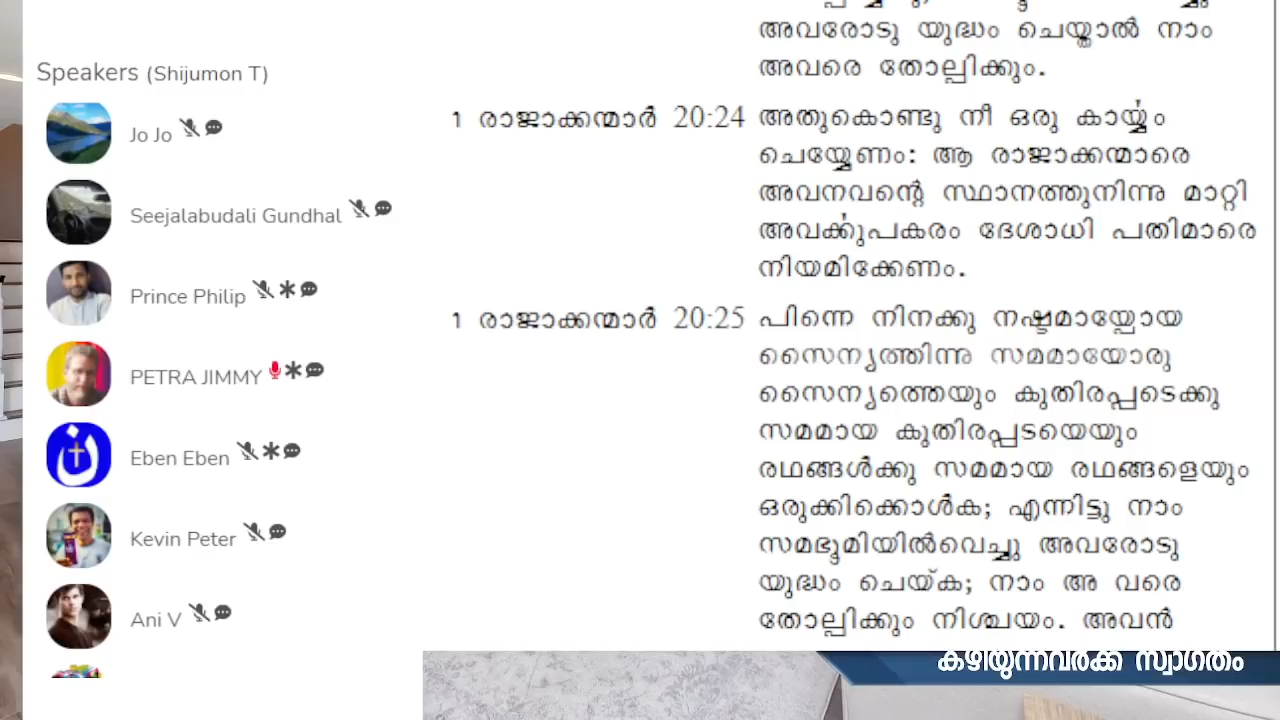 Speakers (Shijumon T)
Jo Jo
Seejalabudali Gundhal
Prince Philip
PETRA JIMMY
Eben Eben
Kevin Peter
Ani V
അവരോടു യുദ്ധം ചെയ്താൽ നാം
അവരെ തോല്പിക്കും.
1 രാജാക്കന്മാർ 20:24 അതുകൊണ്ടു നീ ഒരു കാൎയ്യം
ചെയ്യേണം: ആ രാജാക്കന്മാരെ
അവനവന്റെ സ്ഥാനത്തുനിന്നു മാറ്റി
അവൎക്കുപകരം ദേശാധി പതിമാരെ
നിയമിക്കേണം.
1 രാജാക്കന്മാർ 20:25 പിന്നെ നിനക്കു നഷ്ടമായ്പോയ
സൈന്യത്തിന്നു സമമായോരു
സൈന്യത്തെയും കുതിരപ്പടെക്കു
സമമായ കുതിരപ്പടയെയും
രഥങ്ങൾക്കു സമമായ രഥങ്ങളെയും
ഒരുക്കിക്കൊൾക; എന്നിട്ടു നാം
സമഭൂമിയിൽവെച്ചു അവരോടു
യുദ്ധം ചെയ്ക; നാം അ വരെ
തോല്പിക്കും നിശ്ചയം. അവൻ
സ്വാഗതം